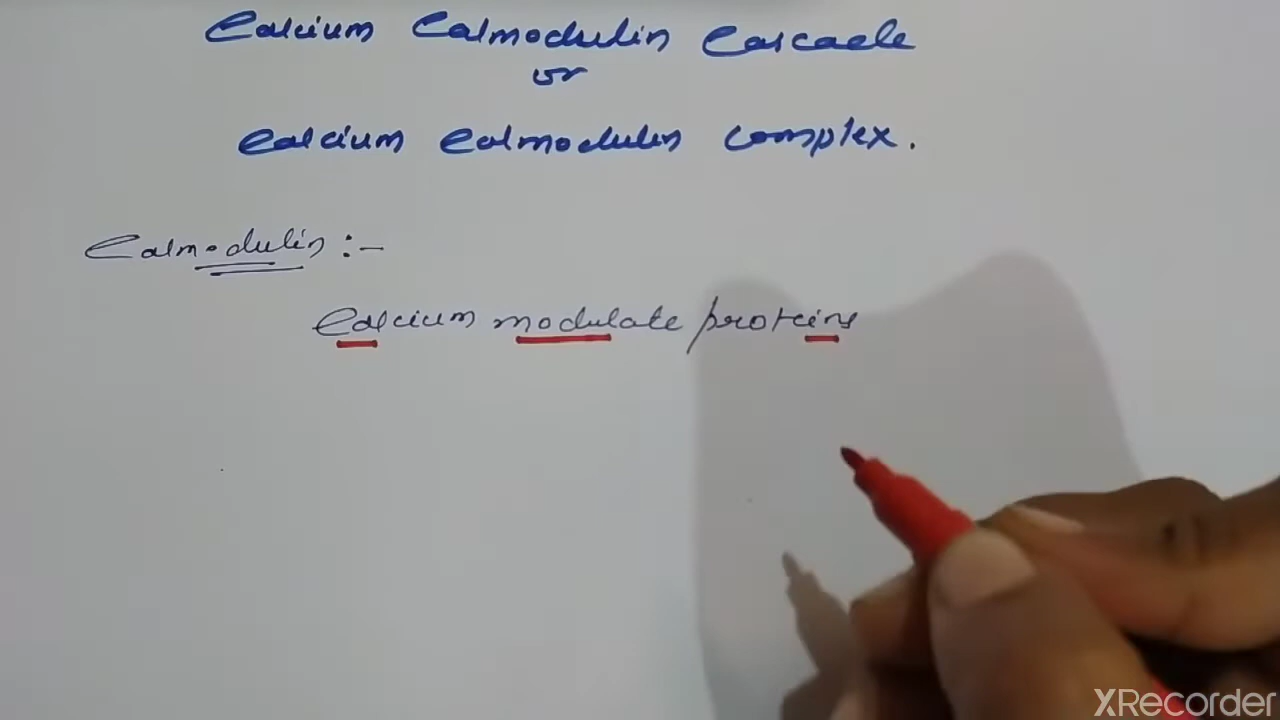 Calcium Calmodulin Cascade
or
Calcium Calmodulin complex.
Calmodulin :-
Calcium modulate proteins
XRecorder